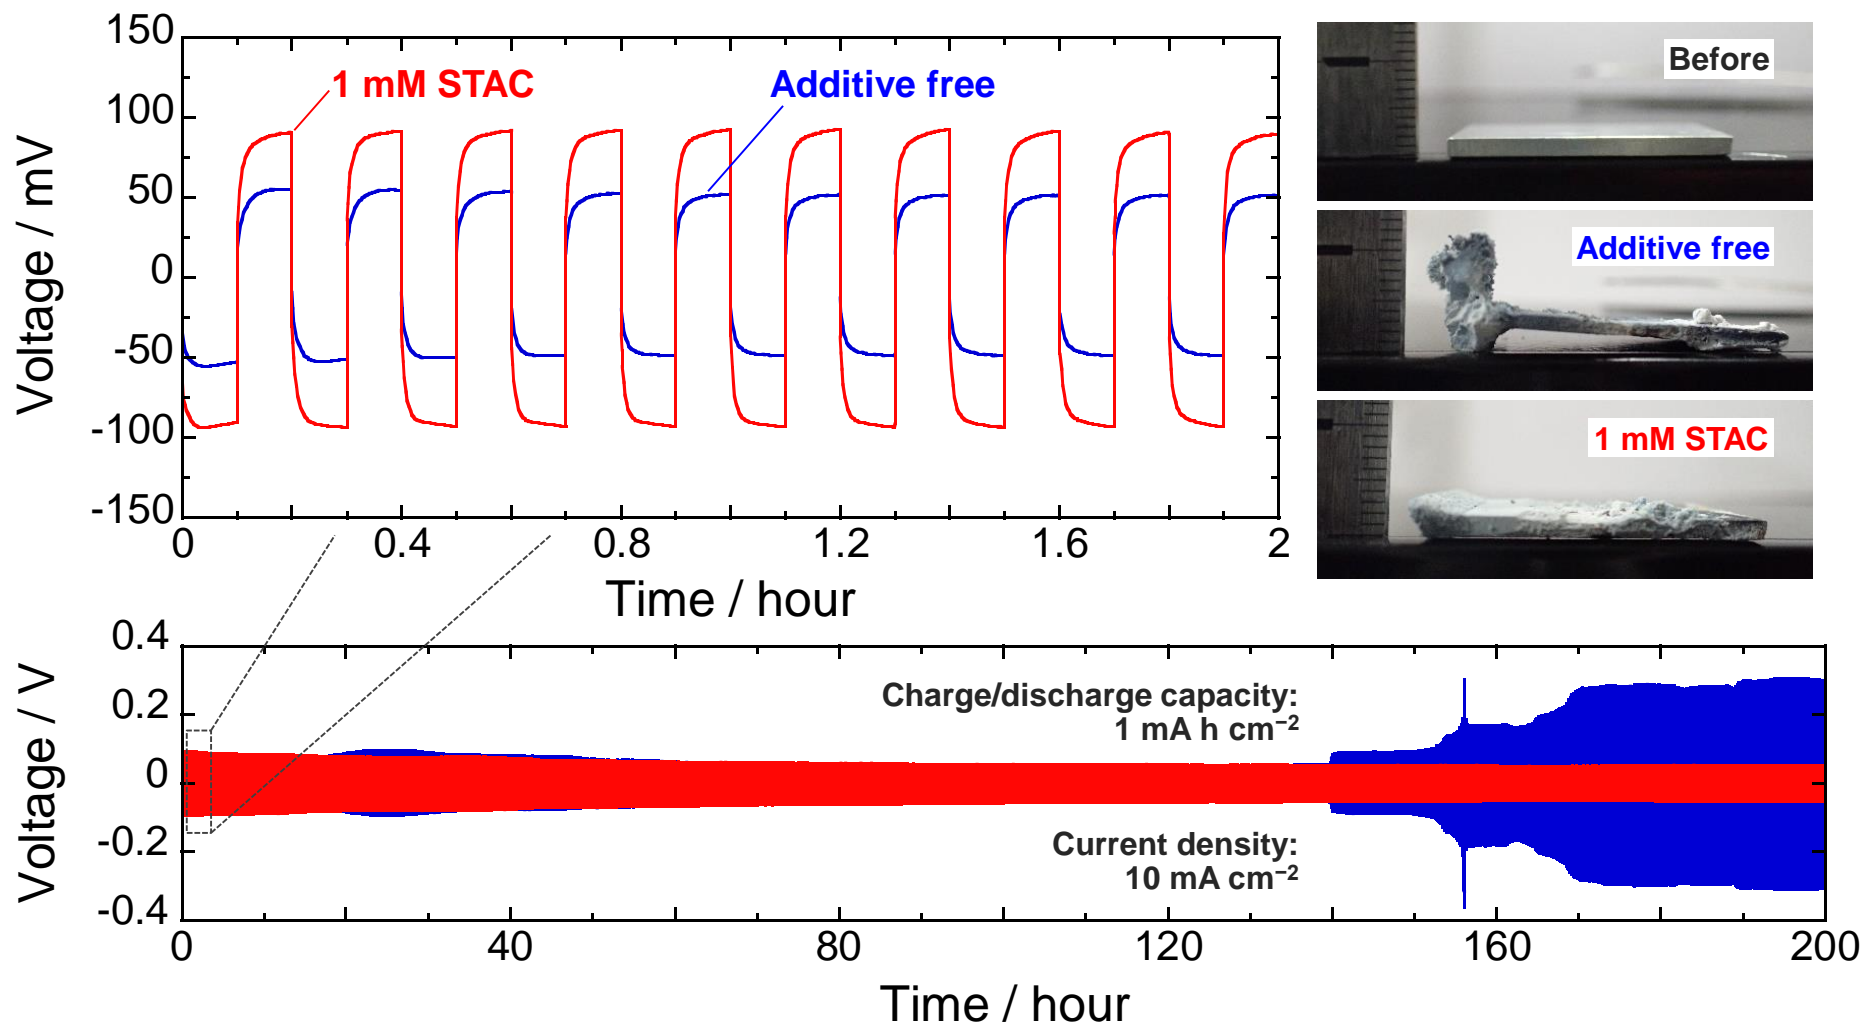 150
100
50
0
-50
-100
-150
Voltage / mV
1 mM STAC
Additive free
0 0.4 0.8 1.2 1.6 2
Time / hour
Before
Additive free
1 mM STAC
0.4
0.2
0
-0.2
-0.4
Voltage / V
Charge/discharge capacity:
1 mA h cm⁻²
Current density:
10 mA cm⁻²
0 40 80 120 160 200
Time / hour